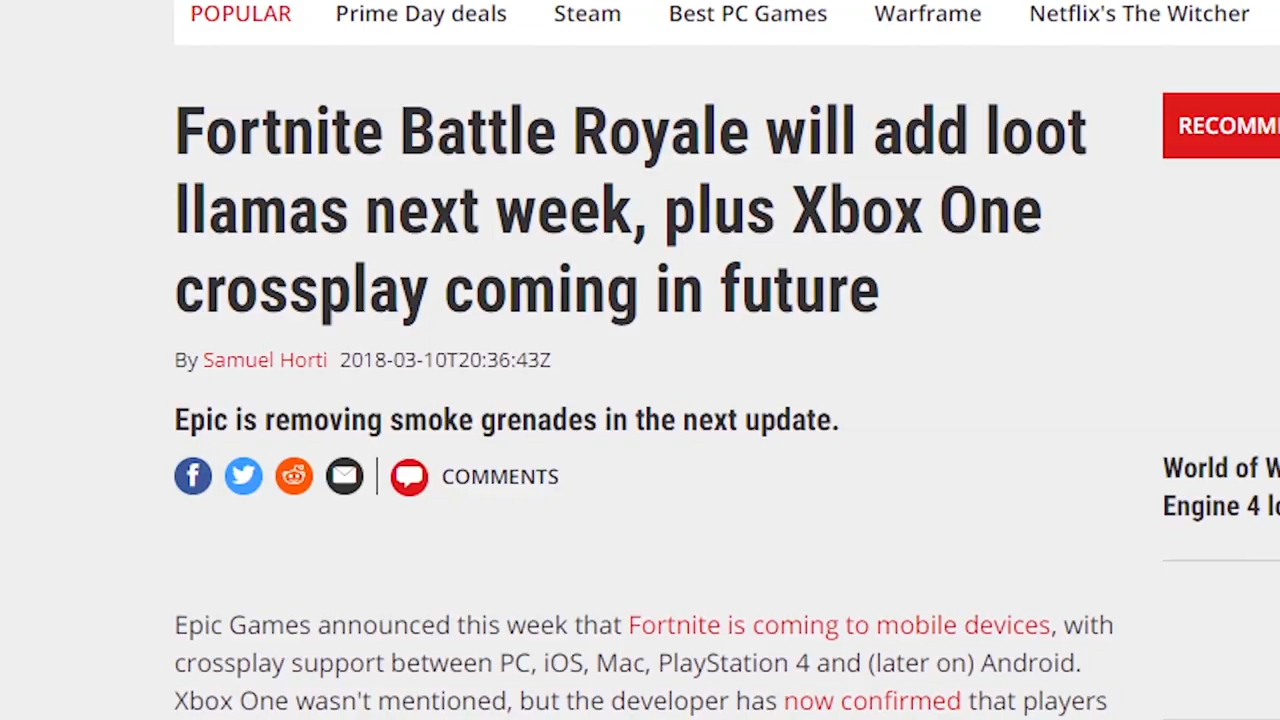 POPULAR Prime Day deals Steam Best PC Games Warframe Netflix's The Witcher
Fortnite Battle Royale will add loot
llamas next week, plus Xbox One
crossplay coming in future
By Samuel Horti 2018-03-10T20:36:43Z
Epic is removing smoke grenades in the next update.
COMMENTS
Epic Games announced this week that Fortnite is coming to mobile devices, with
crossplay support between PC, iOS, Mac, PlayStation 4 and (later on) Android.
Xbox One wasn't mentioned, but the developer has now confirmed that players
RECOMM
World of W
Engine 4 lo